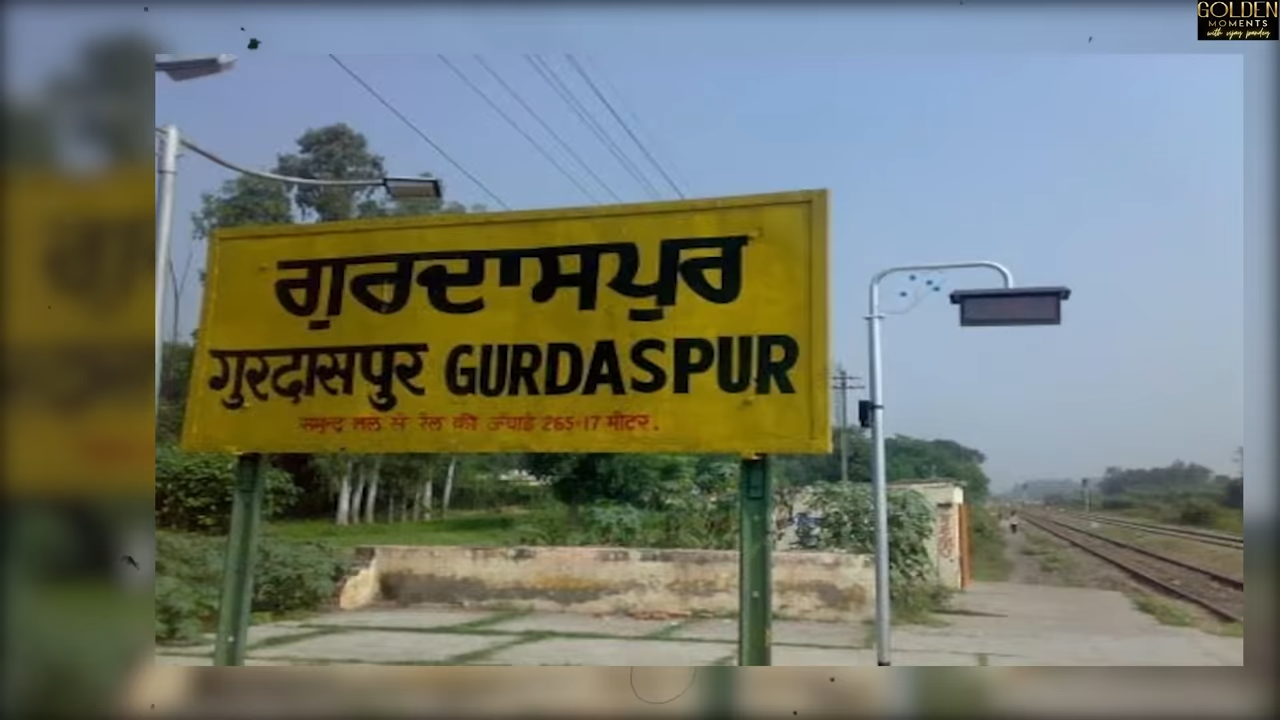 GOLDEN
MOMENTS
with vijay pandey
ਗੁਰਦਾਸਪੁਰ
गुरदासपुर GURDASPUR
समुन्द्र तल से रेल की ऊंचाई 265·17 मीटर.